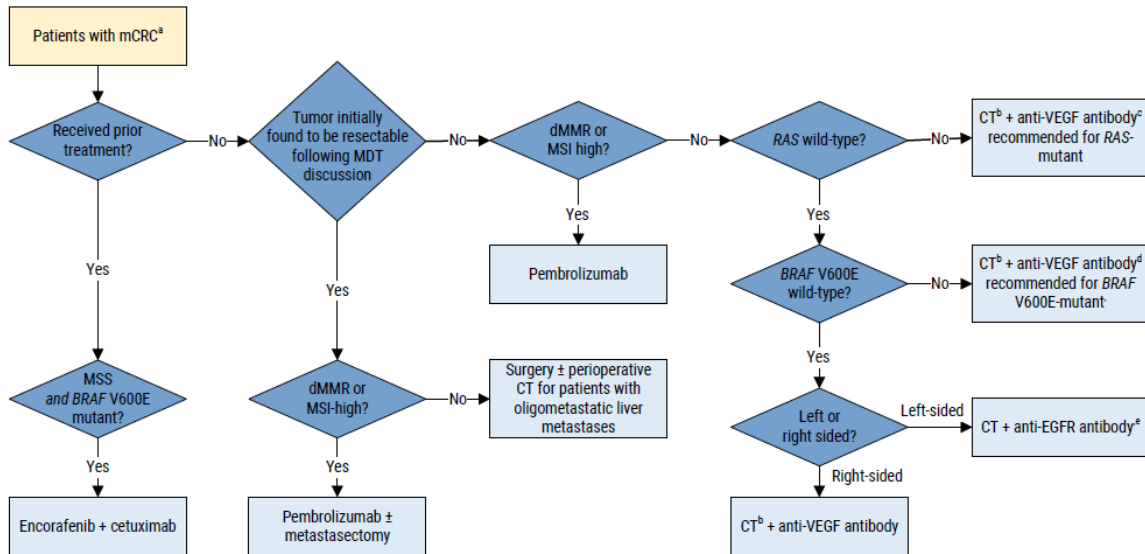 Patients with mCRCᵃ
Received prior
treatment?
No
Tumor initially
found to be resectable
following MDT
discussion
No
dMMR or
MSI high?
No
RAS wild-type?
No
CTᵇ + anti-VEGF antibodyᶜ
recommended for RAS-
mutant
Yes
Pembrolizumab
Yes
BRAF V600E
wild-type?
No
CTᵇ + anti-VEGF antibodyᵈ
recommended for BRAF
V600E-mutant
Yes
Yes
Yes
MSS
and BRAF V600E
mutant?
dMMR or
MSI-high?
No
Surgery ± perioperative
CT for patients with
oligometastatic liver
metastases
Left or
right sided?
Left-sided
CT + anti-EGFR antibodyᵉ
Yes
Yes
Right-sided
Encorafenib + cetuximab
Pembrolizumab ±
metastasectomy
CTᵇ + anti-VEGF antibody